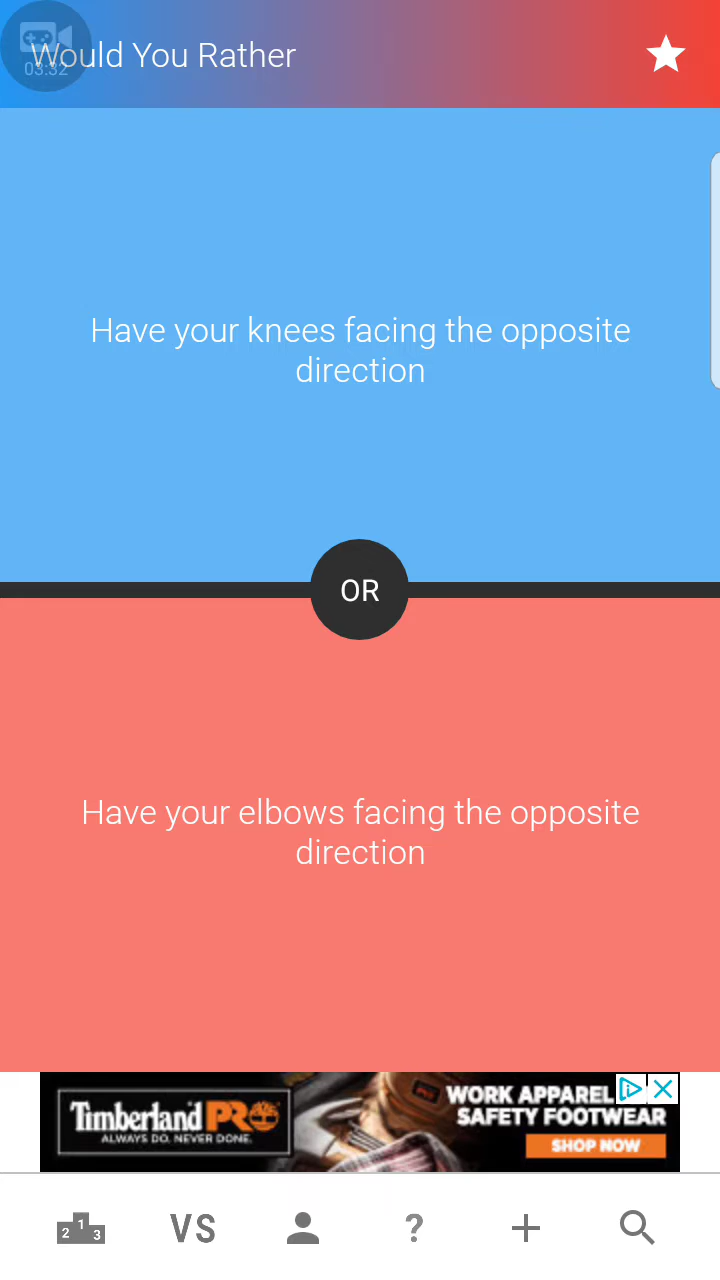 Would You Rather
03:32
Have your knees facing the opposite
direction
OR
Have your elbows facing the opposite
direction
Timberland PRO
ALWAYS DO. NEVER DONE.
WORK APPAREL
SAFETY FOOTWEAR
SHOP NOW
2 1 3
VS
?